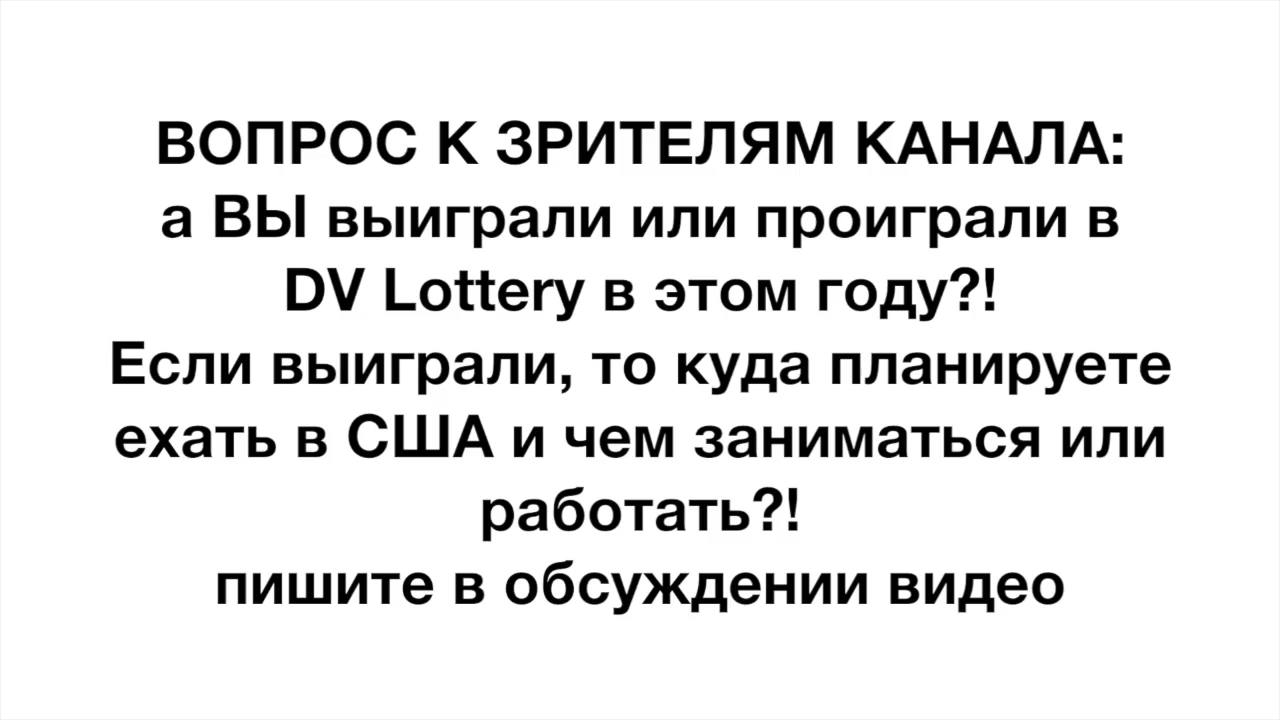 ВОПРОС К ЗРИТЕЛЯМ КАНАЛА:
а ВЫ выиграли или проиграли в
DV Lottery в этом году?!
Если выиграли, то куда планируете
ехать в США и чем заниматься или
работать?!
пишите в обсуждении видео